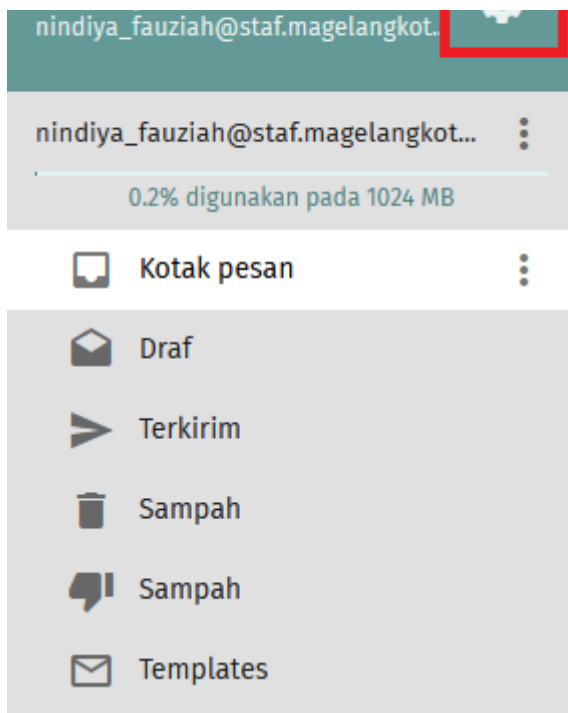 nindiya_fauziah@staf.magelangkot..
nindiya_fauziah@staf.magelangkot...
0.2% digunakan pada 1024 MB
Kotak pesan
Draf
Terkirim
Sampah
Sampah
Templates